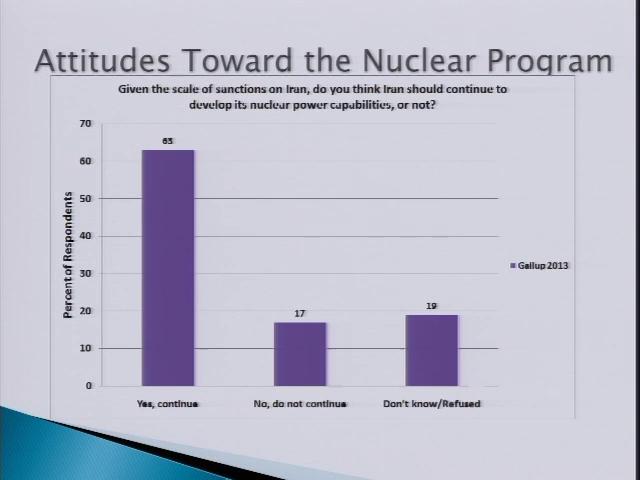 Attitudes Toward the Nuclear Program
Given the scale of sanctions on Iran, do you think Iran should continue to
develop its nuclear power capabilities, or not?
70
60
50
40
30
20
10
0
Percent of Respondents
63
17
19
Gallup 2013
Yes, continue
No, do not continue
Don't know/Refused